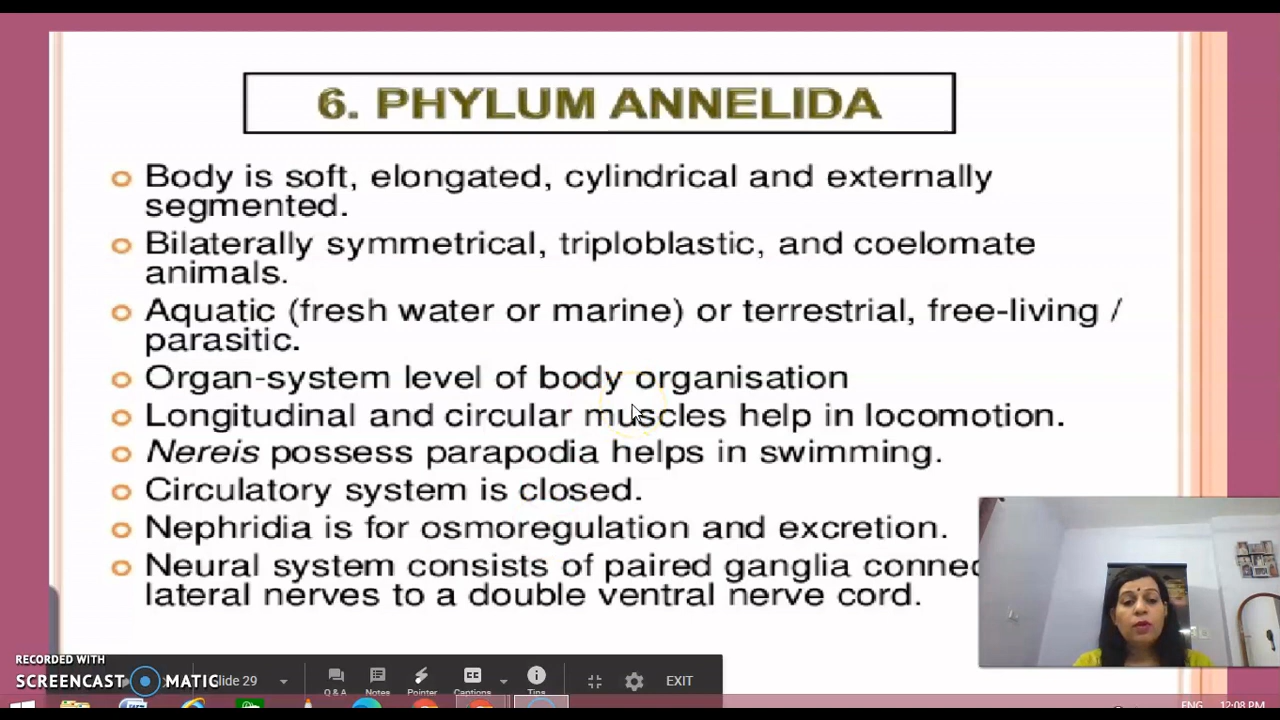 6. PHYLUM ANNELIDA
Body is soft, elongated, cylindrical and externally
segmented.
Bilaterally symmetrical, triploblastic, and coelomate
animals.
Aquatic (fresh water or marine) or terrestrial, free-living /
parasitic.
Organ-system level of body organisation
Longitudinal and circular muscles help in locomotion.
Nereis possess parapodia helps in swimming.
Circulatory system is closed.
Nephridia is for osmoregulation and excretion.
Neural system consists of paired ganglia connec
lateral nerves to a double ventral nerve cord.
RECORDED WITH
SCREENCAST MATIC
lide 29
Q & A
Notes
Pointer
Captions
Tips
EXIT
ENG
12:08 PM